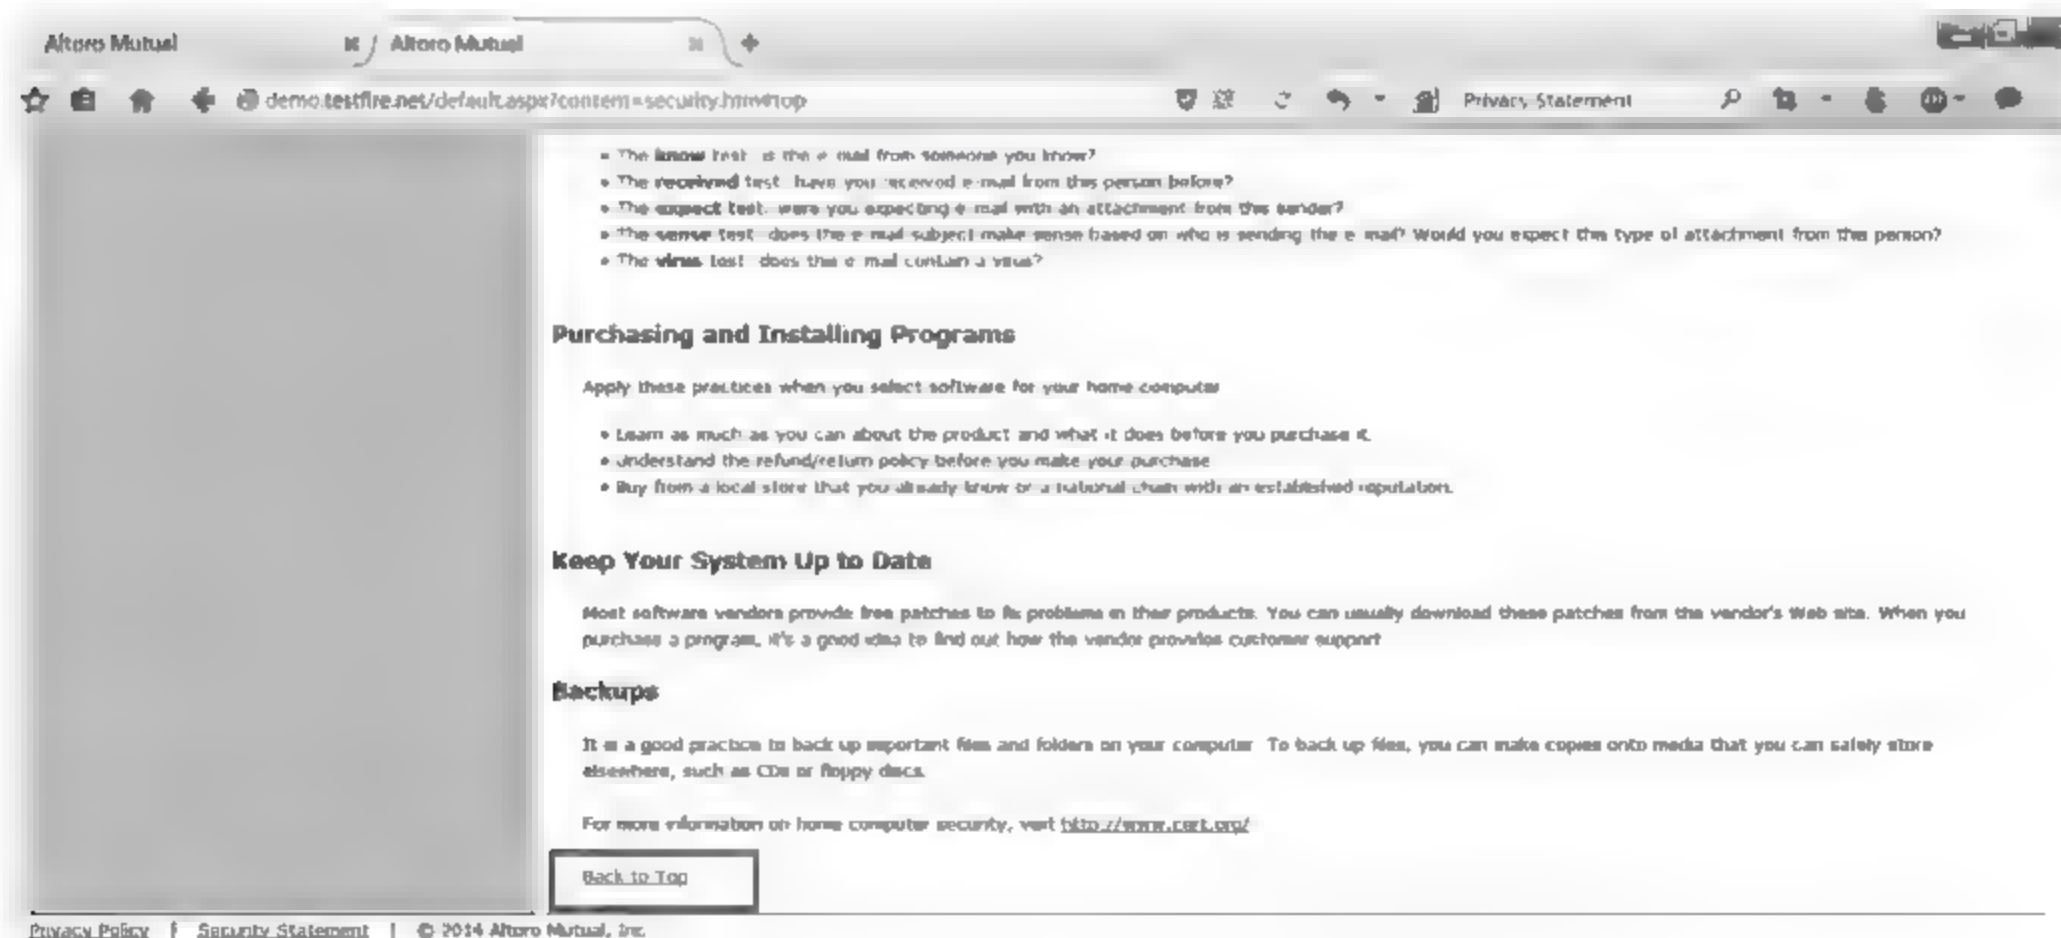 Altoro Mutual
Altoro Mutual
demo.testfire.net/default.aspx?content=security.htm#top
Privacy Statement
• The know test: is the e-mail from someone you know?
• The received test: have you received e-mail from this person before?
• The expect test: were you expecting e-mail with an attachment from this sender?
• The sense test: does the e-mail subject make sense based on who is sending the e-mail? Would you expect this type of attachment from this person?
• The virus test: does this e-mail contain a virus?
Purchasing and Installing Programs
Apply these practices when you select software for your home computer
• Learn as much as you can about the product and what it does before you purchase it.
• Understand the refund/return policy before you make your purchase
• Buy from a local store that you already know or a national chain with an established reputation.
Keep Your System Up to Date
Most software vendors provide free patches to fix problems in their products. You can usually download these patches from the vendor's Web site. When you
purchase a program, it's a good idea to find out how the vendor provides customer support
Backups
It is a good practice to back up important files and folders on your computer. To back up files, you can make copies onto media that you can safely store
elsewhere, such as CDs or floppy discs.
For more information on home computer security, visit http://www.cert.org/
Back to Top
Privacy Policy | Security Statement | © 2014 Altoro Mutual, Inc.